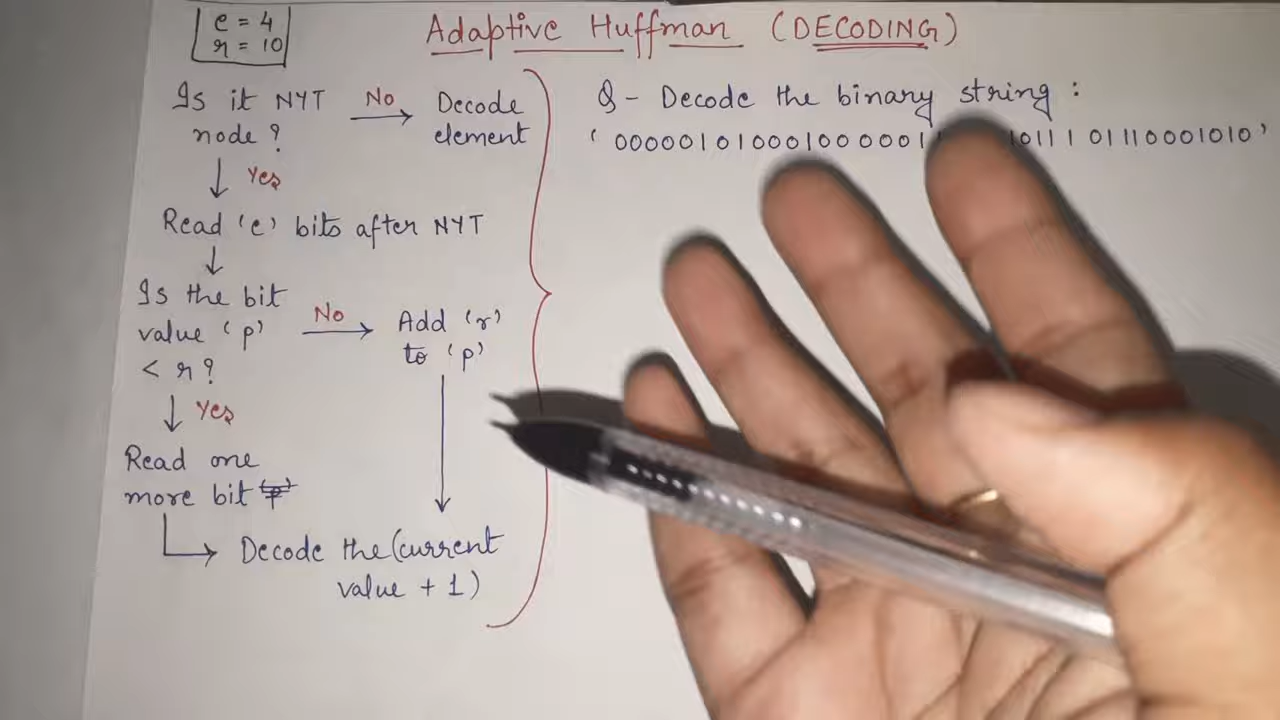 e = 4
r = 10
Adaptive Huffman (DECODING)
Is it NYT
node ?
No
Decode
element
Yes
Read 'e' bits after NYT
Is the bit
value 'p'
< r ?
No
Add 'r'
to 'p'
Yes
Read one
more bit
Decode the (current
value + 1)
Q - Decode the binary string :
' 00000101000100 00001 10111 01110001010 '